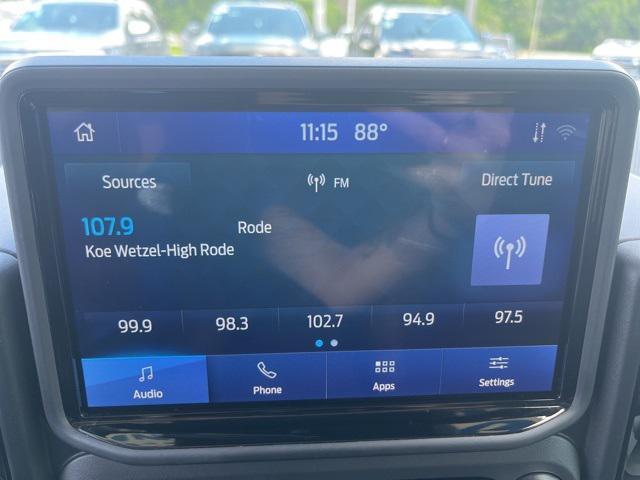 11:15 88°
Sources FM Direct Tune
107.9 Rode
Koe Wetzel-High Rode
99.9 98.3 102.7 94.9 97.5
Audio Phone Apps Settings